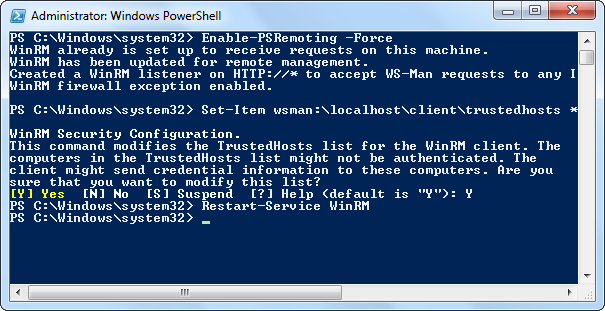 Administrator: Windows PowerShell
PS C:\Windows\system32> Enable-PSRemoting -Force
WinRM already is set up to receive requests on this machine.
WinRM has been updated for remote management.
Created a WinRM listener on HTTP://* to accept WS-Man requests to any I
WinRM firewall exception enabled.
PS C:\Windows\system32> Set-Item wsman:\localhost\client\trustedhosts *
WinRM Security Configuration.
This command modifies the TrustedHosts list for the WinRM client. The
computers in the TrustedHosts list might not be authenticated. The
client might send credential information to these computers. Are you
sure that you want to modify this list?
[Y] Yes  [N] No  [S] Suspend  [?] Help (default is "Y"): Y
PS C:\Windows\system32> Restart-Service WinRM
PS C:\Windows\system32> _